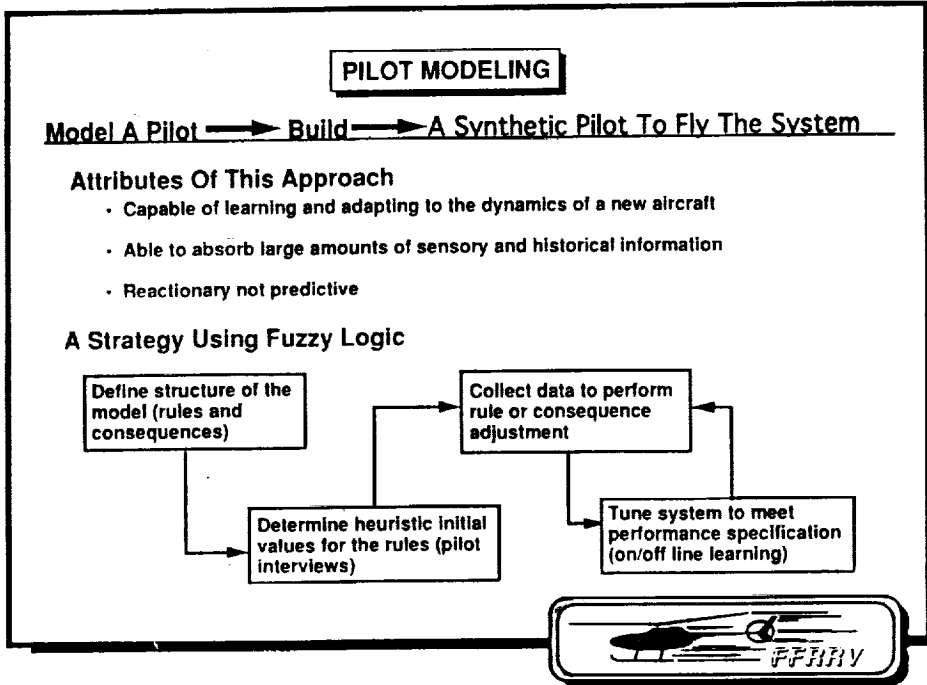 PILOT MODELING
Model A Pilot → Build → A Synthetic Pilot To Fly The System
Attributes Of This Approach
· Capable of learning and adapting to the dynamics of a new aircraft
· Able to absorb large amounts of sensory and historical information
· Reactionary not predictive
A Strategy Using Fuzzy Logic
Define structure of the
model (rules and
consequences)
Determine heuristic initial
values for the rules (pilot
interviews)
Collect data to perform
rule or consequence
adjustment
Tune system to meet
performance specification
(on/off line learning)
FFRRV